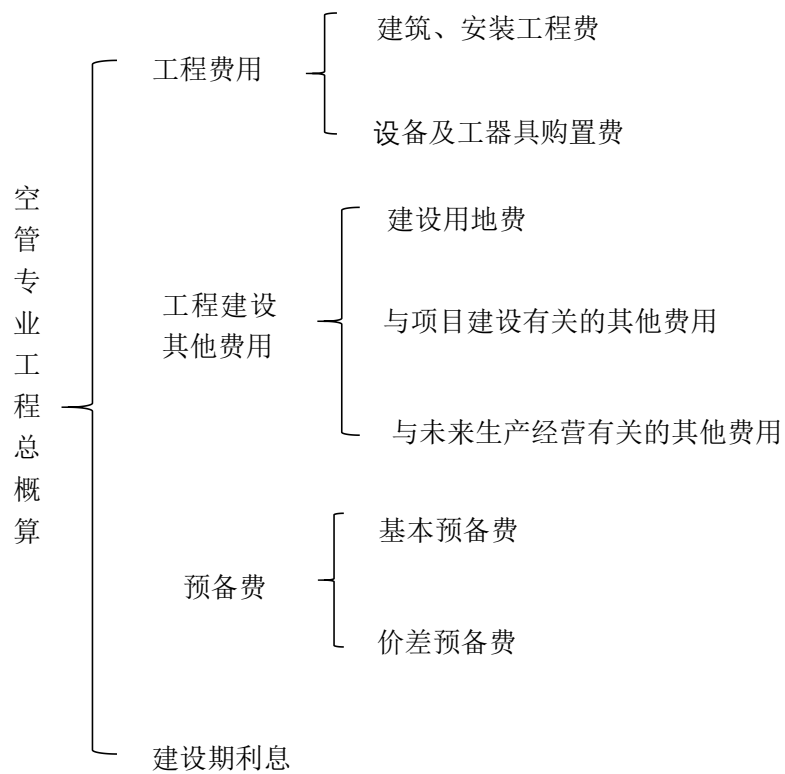 空管专业工程总概算
工程费用
建筑、安装工程费
设备及工器具购置费
工程建设
其他费用
建设用地费
与项目建设有关的其他费用
与未来生产经营有关的其他费用
预备费
基本预备费
价差预备费
建设期利息